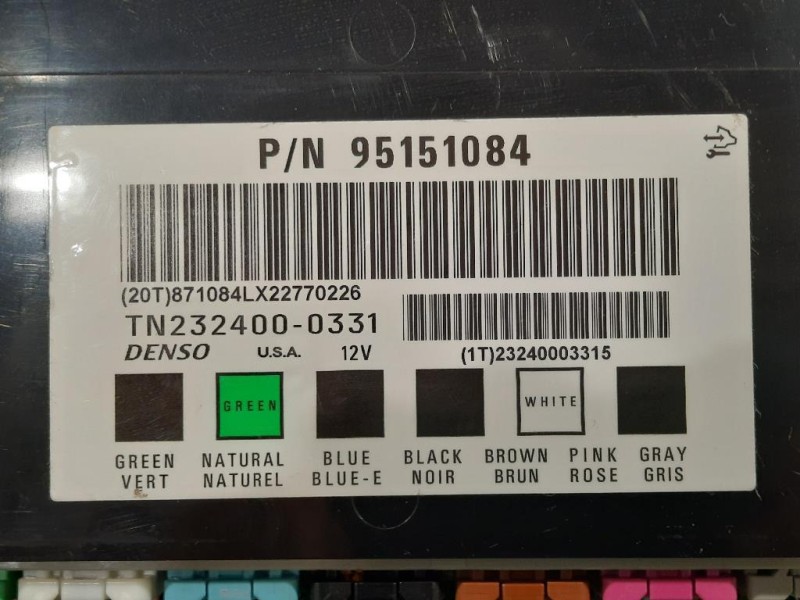 P/N 95151084
(20T)871084LX22770226
TN232400-0331
DENSO U.S.A. 12V (1T)23240003315
GREEN WHITE
GREEN NATURAL BLUE BLACK BROWN PINK GRAY
VERT NATUREL BLUE-E NOIR BRUN ROSE GRIS